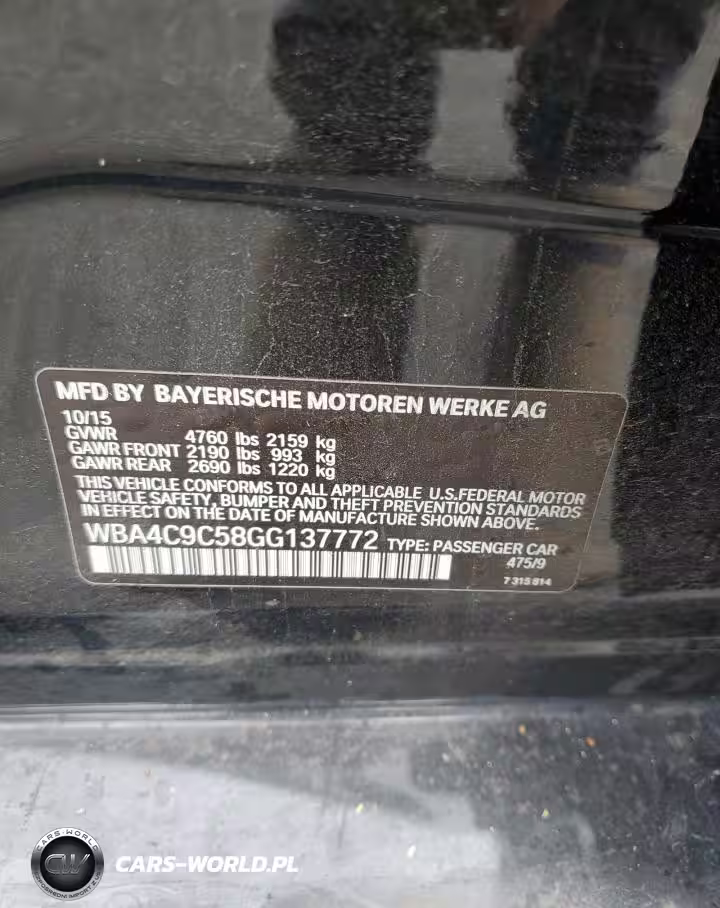 MFD BY BAYERISCHE MOTOREN WERKE AG
10/15
GVWR 4760 lbs 2159 kg
GAWR FRONT 2190 lbs 993 kg
GAWR REAR 2690 lbs 1220 kg
THIS VEHICLE CONFORMS TO ALL APPLICABLE U.S.FEDERAL MOTOR
VEHICLE SAFETY, BUMPER AND THEFT PREVENTION STANDARDS
IN EFFECT ON THE DATE OF MANUFACTURE SHOWN ABOVE.
WBA4C9C58GG137772 TYPE: PASSENGER CAR
475/9
7 315 814
CARS-WORLD
CW
CARS-WORLD.PL